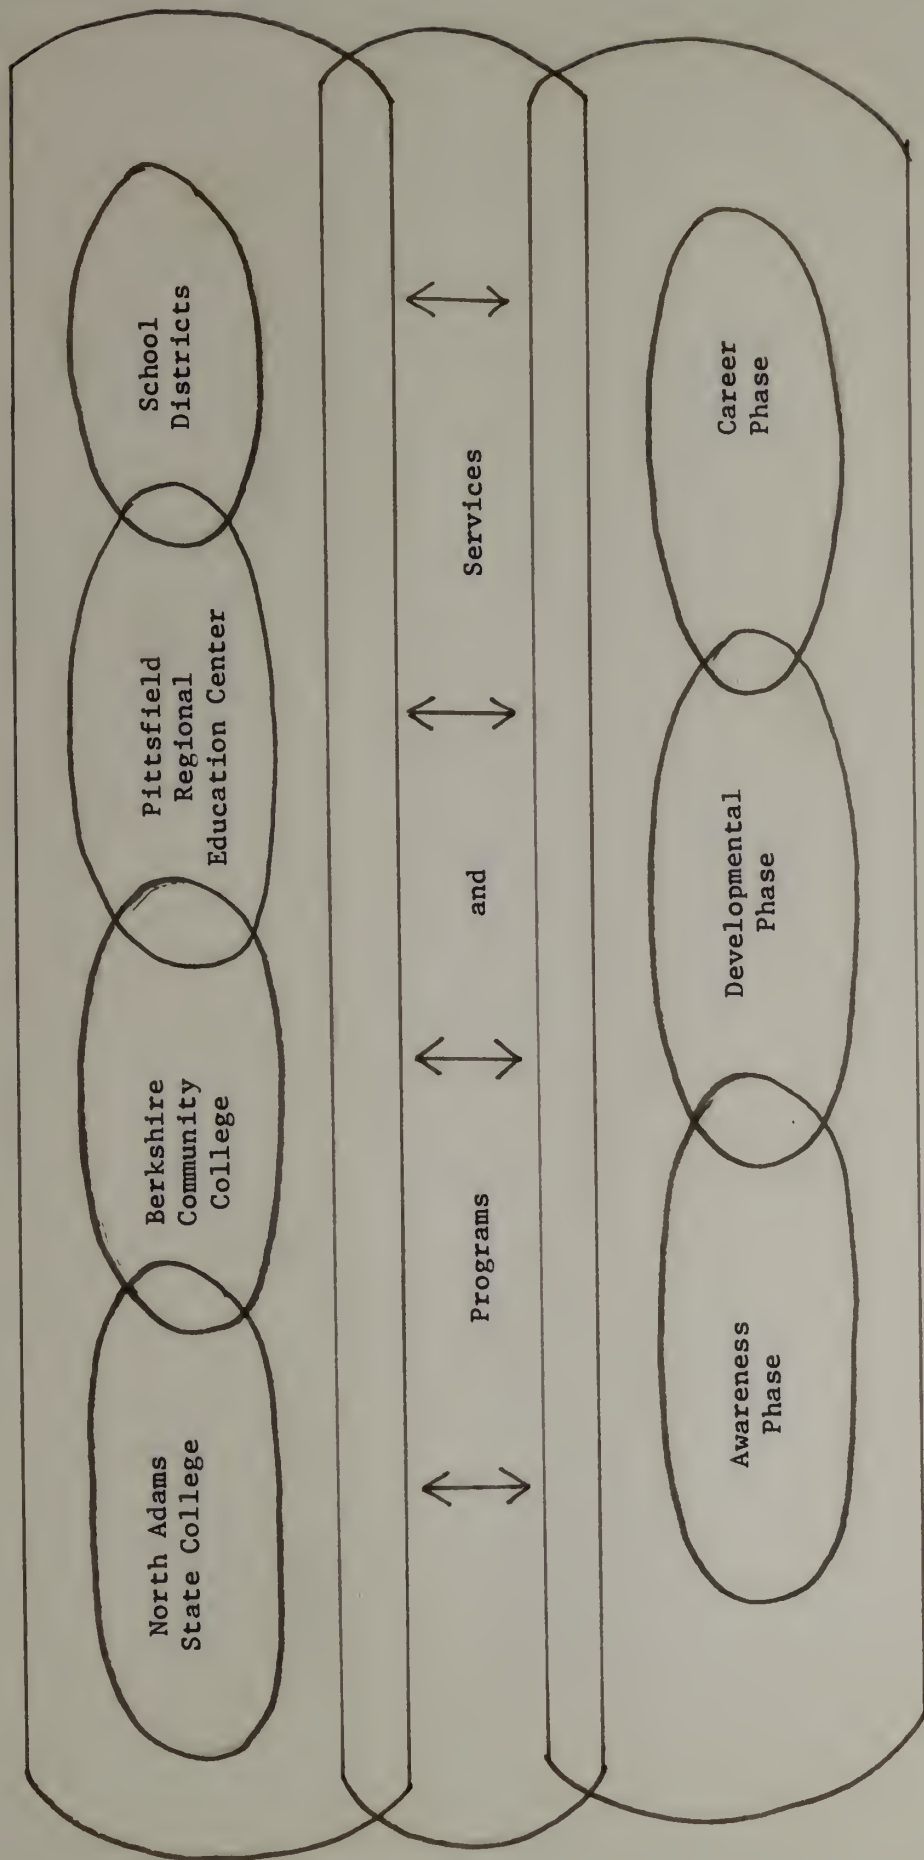 North Adams
State College
Berkshire
Community
College
Pittsfield
Regional
Education Center
School
Districts
Programs
and
Services
Awareness
Phase
Developmental
Phase
Career
Phase